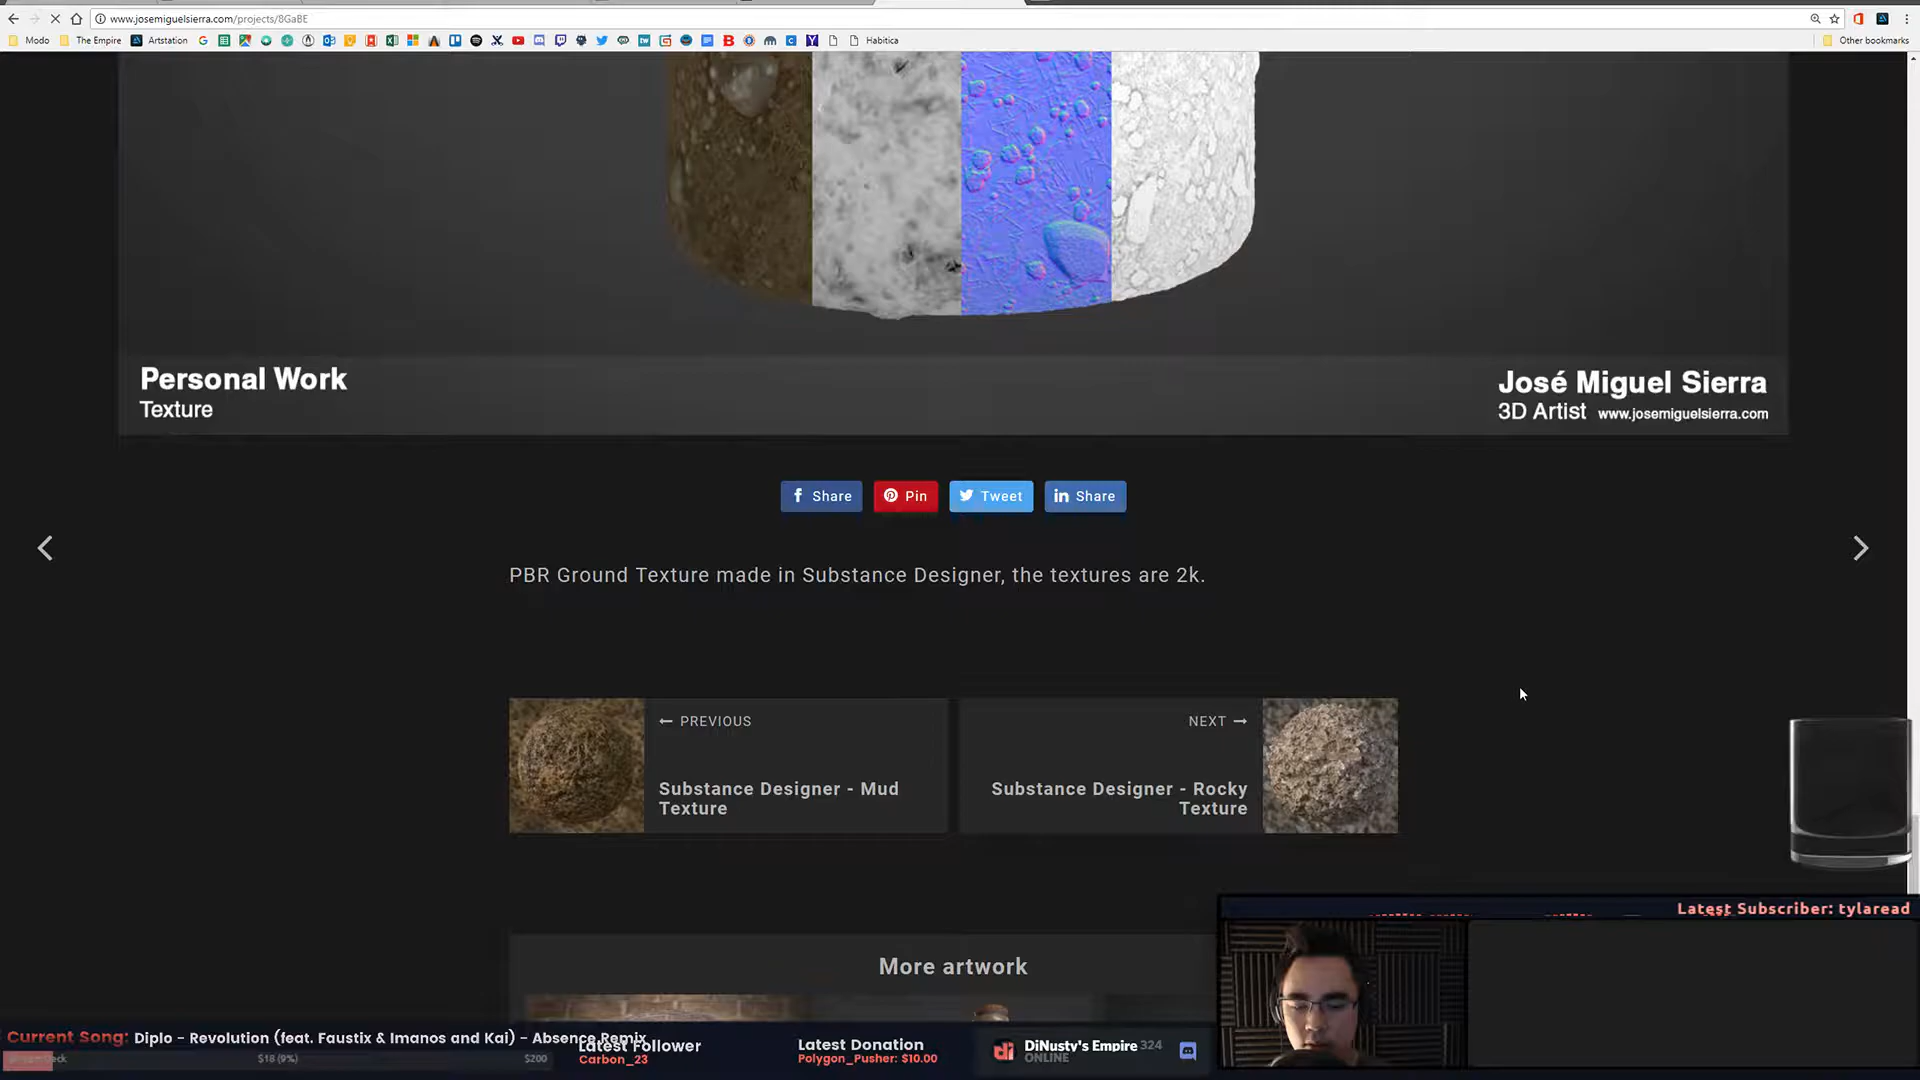 www.josemiguelsierra.com/projects/8GaBE
Modo
The Empire
Artstation
Habitica
Other bookmarks
Personal Work
Texture
José Miguel Sierra
3D Artist www.josemiguelsierra.com
Share
Pin
Tweet
Share
PBR Ground Texture made in Substance Designer, the textures are 2k.
PREVIOUS
Substance Designer - Mud
Texture
NEXT
Substance Designer - Rocky
Texture
More artwork
Latest Subscriber: tylaread
Current Song: Diplo - Revolution (feat. Faustix & Imanos and Kai) - Absence Remix
Deck
$18 (9%)
$200
Latest Follower
Carbon_23
Latest Donation
Polygon_Pusher: $10.00
DiNusty's Empire 324
ONLINE